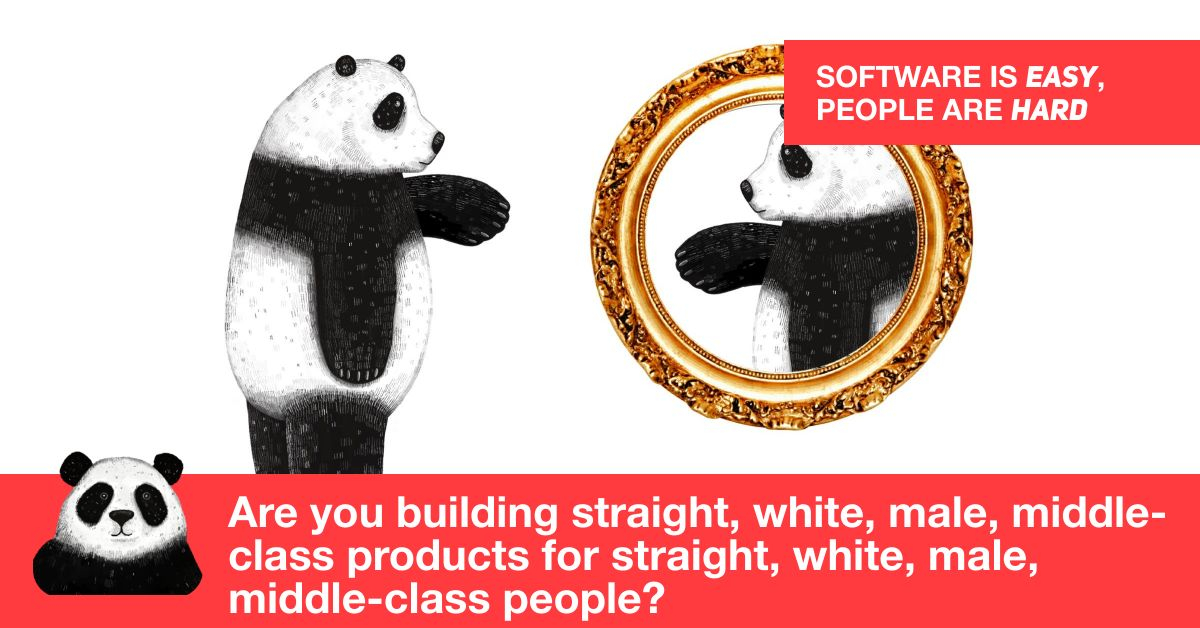 SOFTWARE IS EASY,
PEOPLE ARE HARD
Are you building straight, white, male, middle-
class products for straight, white, male,
middle-class people?